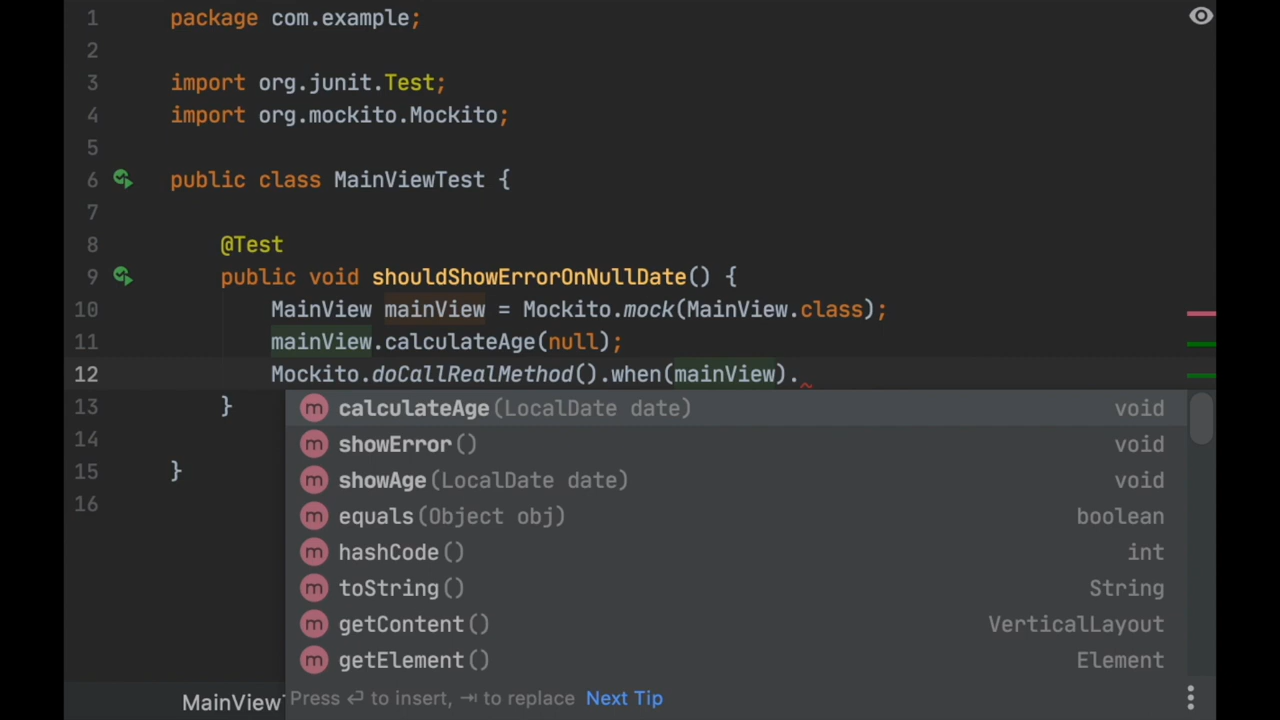 1 package com.example;
2
3 import org.junit.Test;
4 import org.mockito.Mockito;
5
6 public class MainViewTest {
7
8 @Test
9 public void shouldShowErrorOnNullDate() {
10 MainView mainView = Mockito.mock(MainView.class);
11 mainView.calculateAge(null);
12 Mockito.doCallRealMethod().when(mainView).
13 }
m calculateAge(LocalDate date) void
14
m showError() void
15 }
m showAge(LocalDate date) void
16
m equals(Object obj) boolean
m hashCode() int
m toString() String
m getContent() VerticalLayout
m getElement() Element
MainViewT
Press ↵ to insert, ⇥ to replace Next Tip